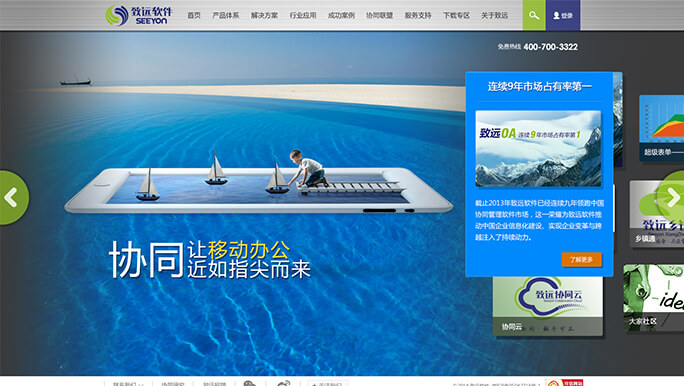 致远软件
SEEYON
首页 产品体系 解决方案 行业应用 成功案例 协同联盟 服务支持 下载专区 关于致远
登录
免费热线 400-700-3322
连续9年市场占有率第一
致远OA 连续9年市场占有率第1
截止2013年致远软件已经连续九年领跑中国
协同管理软件市场，这一荣耀为致远软件推
动中国企业信息化建设、实现企业变革与跨
越注入了持续动力。
了解更多
超级表单
协同
让移动办公
近如指尖而来
致远协同云
协同云
致远乡
乡镇通
idea
大家社区